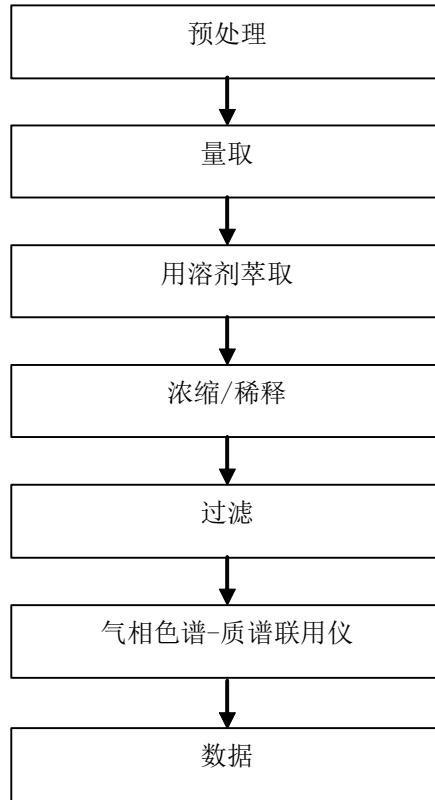 预处理
量取
用溶剂萃取
浓缩/稀释
过滤
气相色谱-质谱联用仪
数据